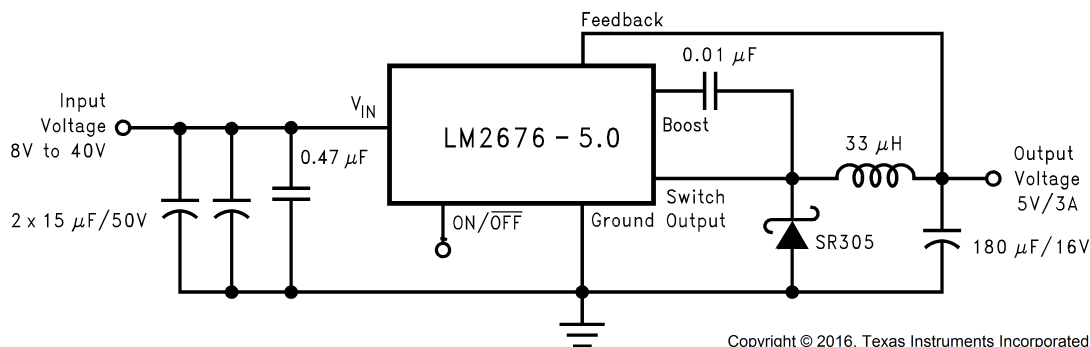 Feedback
0.01 µF
Input
Voltage
8V to 40V
V_IN
LM2676 - 5.0
Boost
0.47 µF
33 µH
Output
Voltage
5V/3A
2 x 15 µF/50V
ON/O̅F̅F̅
Ground
Switch
Output
SR305
180 µF/16V
Copyright © 2016, Texas Instruments Incorporated